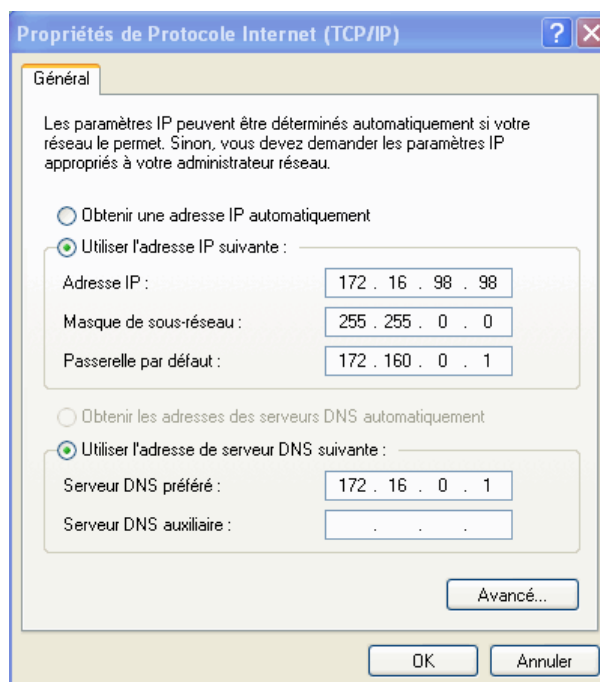 Propriétés de Protocole Internet (TCP/IP)
Général
Les paramètres IP peuvent être déterminés automatiquement si votre
réseau le permet. Sinon, vous devez demander les paramètres IP
appropriés à votre administrateur réseau.
Obtenir une adresse IP automatiquement
Utiliser l'adresse IP suivante :
Adresse IP : 172 . 16 . 98 . 98
Masque de sous-réseau : 255 . 255 . 0 . 0
Passerelle par défaut : 172 . 160 . 0 . 1
Obtenir les adresses des serveurs DNS automatiquement
Utiliser l'adresse de serveur DNS suivante :
Serveur DNS préféré : 172 . 16 . 0 . 1
Serveur DNS auxiliaire : . . .
Avancé...
OK Annuler